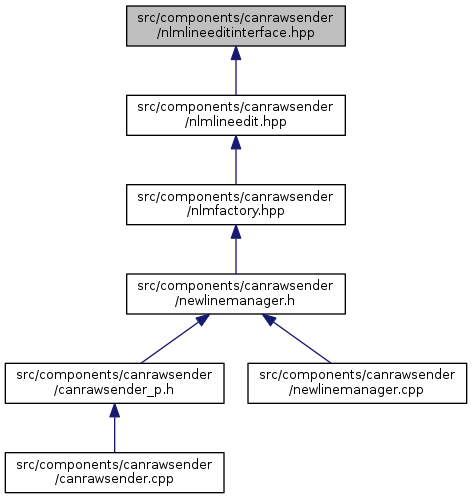 src/components/canrawsender
/nlmlineeditinterface.hpp
src/components/canrawsender
/nlmlineedit.hpp
src/components/canrawsender
/nlmfactory.hpp
src/components/canrawsender
/newlinemanager.h
src/components/canrawsender
/canrawsender_p.h
src/components/canrawsender
/newlinemanager.cpp
src/components/canrawsender
/canrawsender.cpp